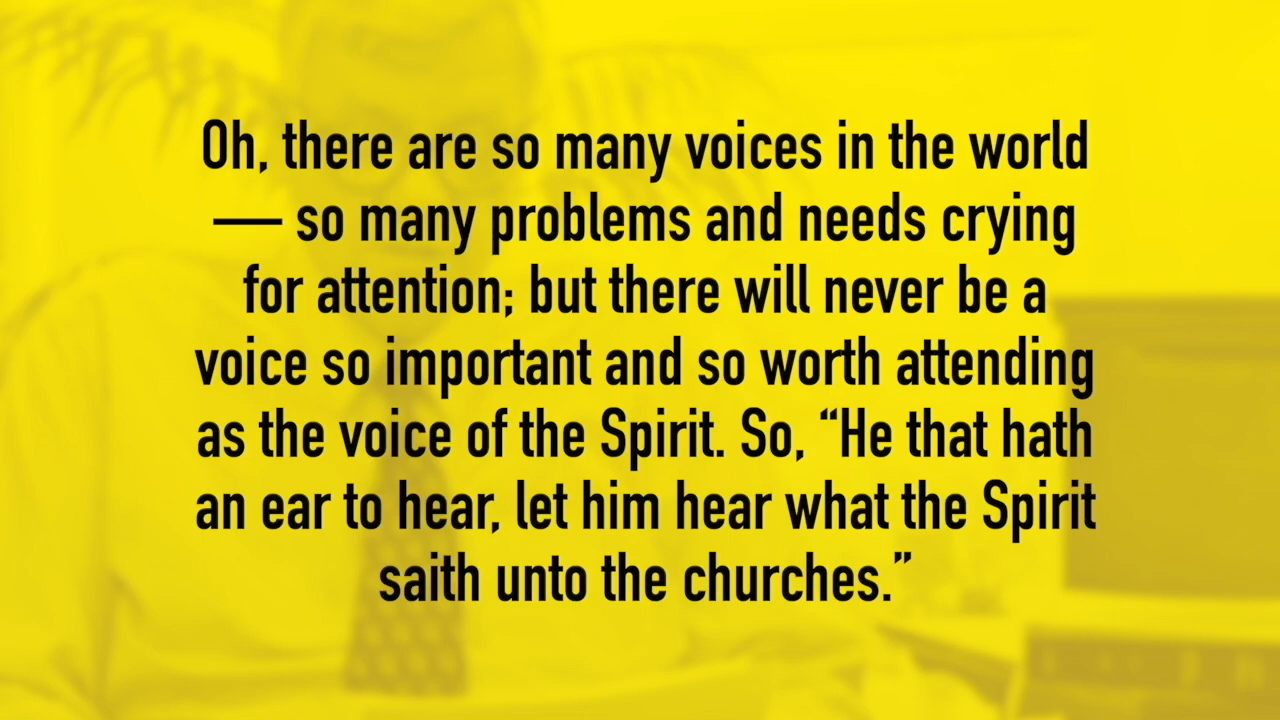 Oh, there are so many voices in the world
— so many problems and needs crying
for attention; but there will never be a
voice so important and so worth attending
as the voice of the Spirit. So, “He that hath
an ear to hear, let him hear what the Spirit
saith unto the churches.”